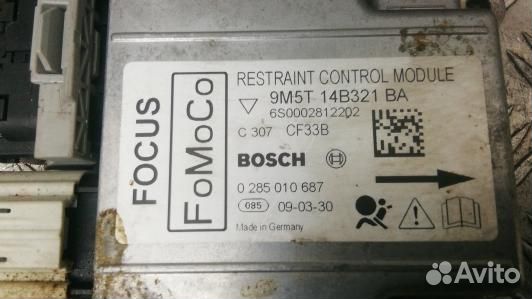 FOCUS
FoMoCo
RESTRAINT CONTROL MODULE
9M5T 14B321 BA
6S0002812202
C 307 CF33B
BOSCH
0 285 010 687
085 09-03-30
Made in Germany
Avito